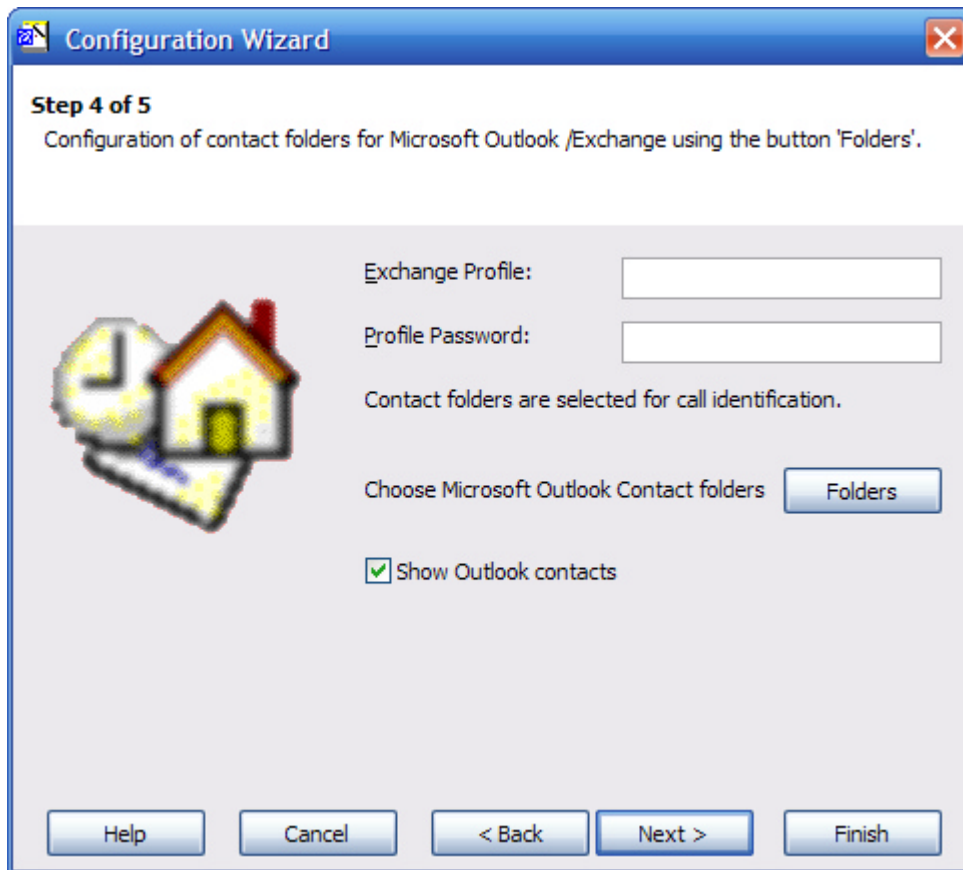 Configuration Wizard
Step 4 of 5
Configuration of contact folders for Microsoft Outlook /Exchange using the button 'Folders'.
Exchange Profile:
Profile Password:
Contact folders are selected for call identification.
Choose Microsoft Outlook Contact folders Folders
Show Outlook contacts
Help Cancel < Back Next > Finish